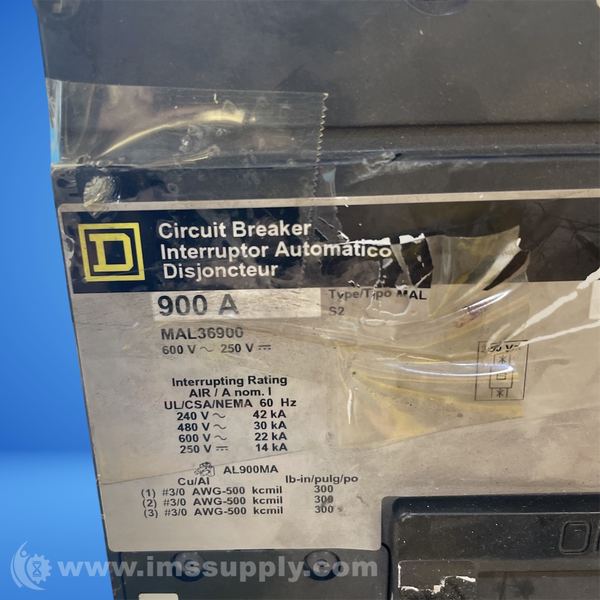 D
Circuit Breaker
Interruptor Automático
Disjoncteur
900 A
Type/Tipo MAL
S2
MAL36900
600 V ~ 250 V ⎓
Interrupting Rating
AIR / A nom. I
UL/CSA/NEMA 60 Hz
240 V ~ 42 kA
480 V ~ 30 kA
600 V ~ 22 kA
250 V ⎓ 14 kA
AL900MA
Cu/Al lb-in/pulg/po
(1) #3/0 AWG-500 kcmil 300
(2) #3/0 AWG-500 kcmil 300
(3) #3/0 AWG-500 kcmil 300
www.imssupply.com